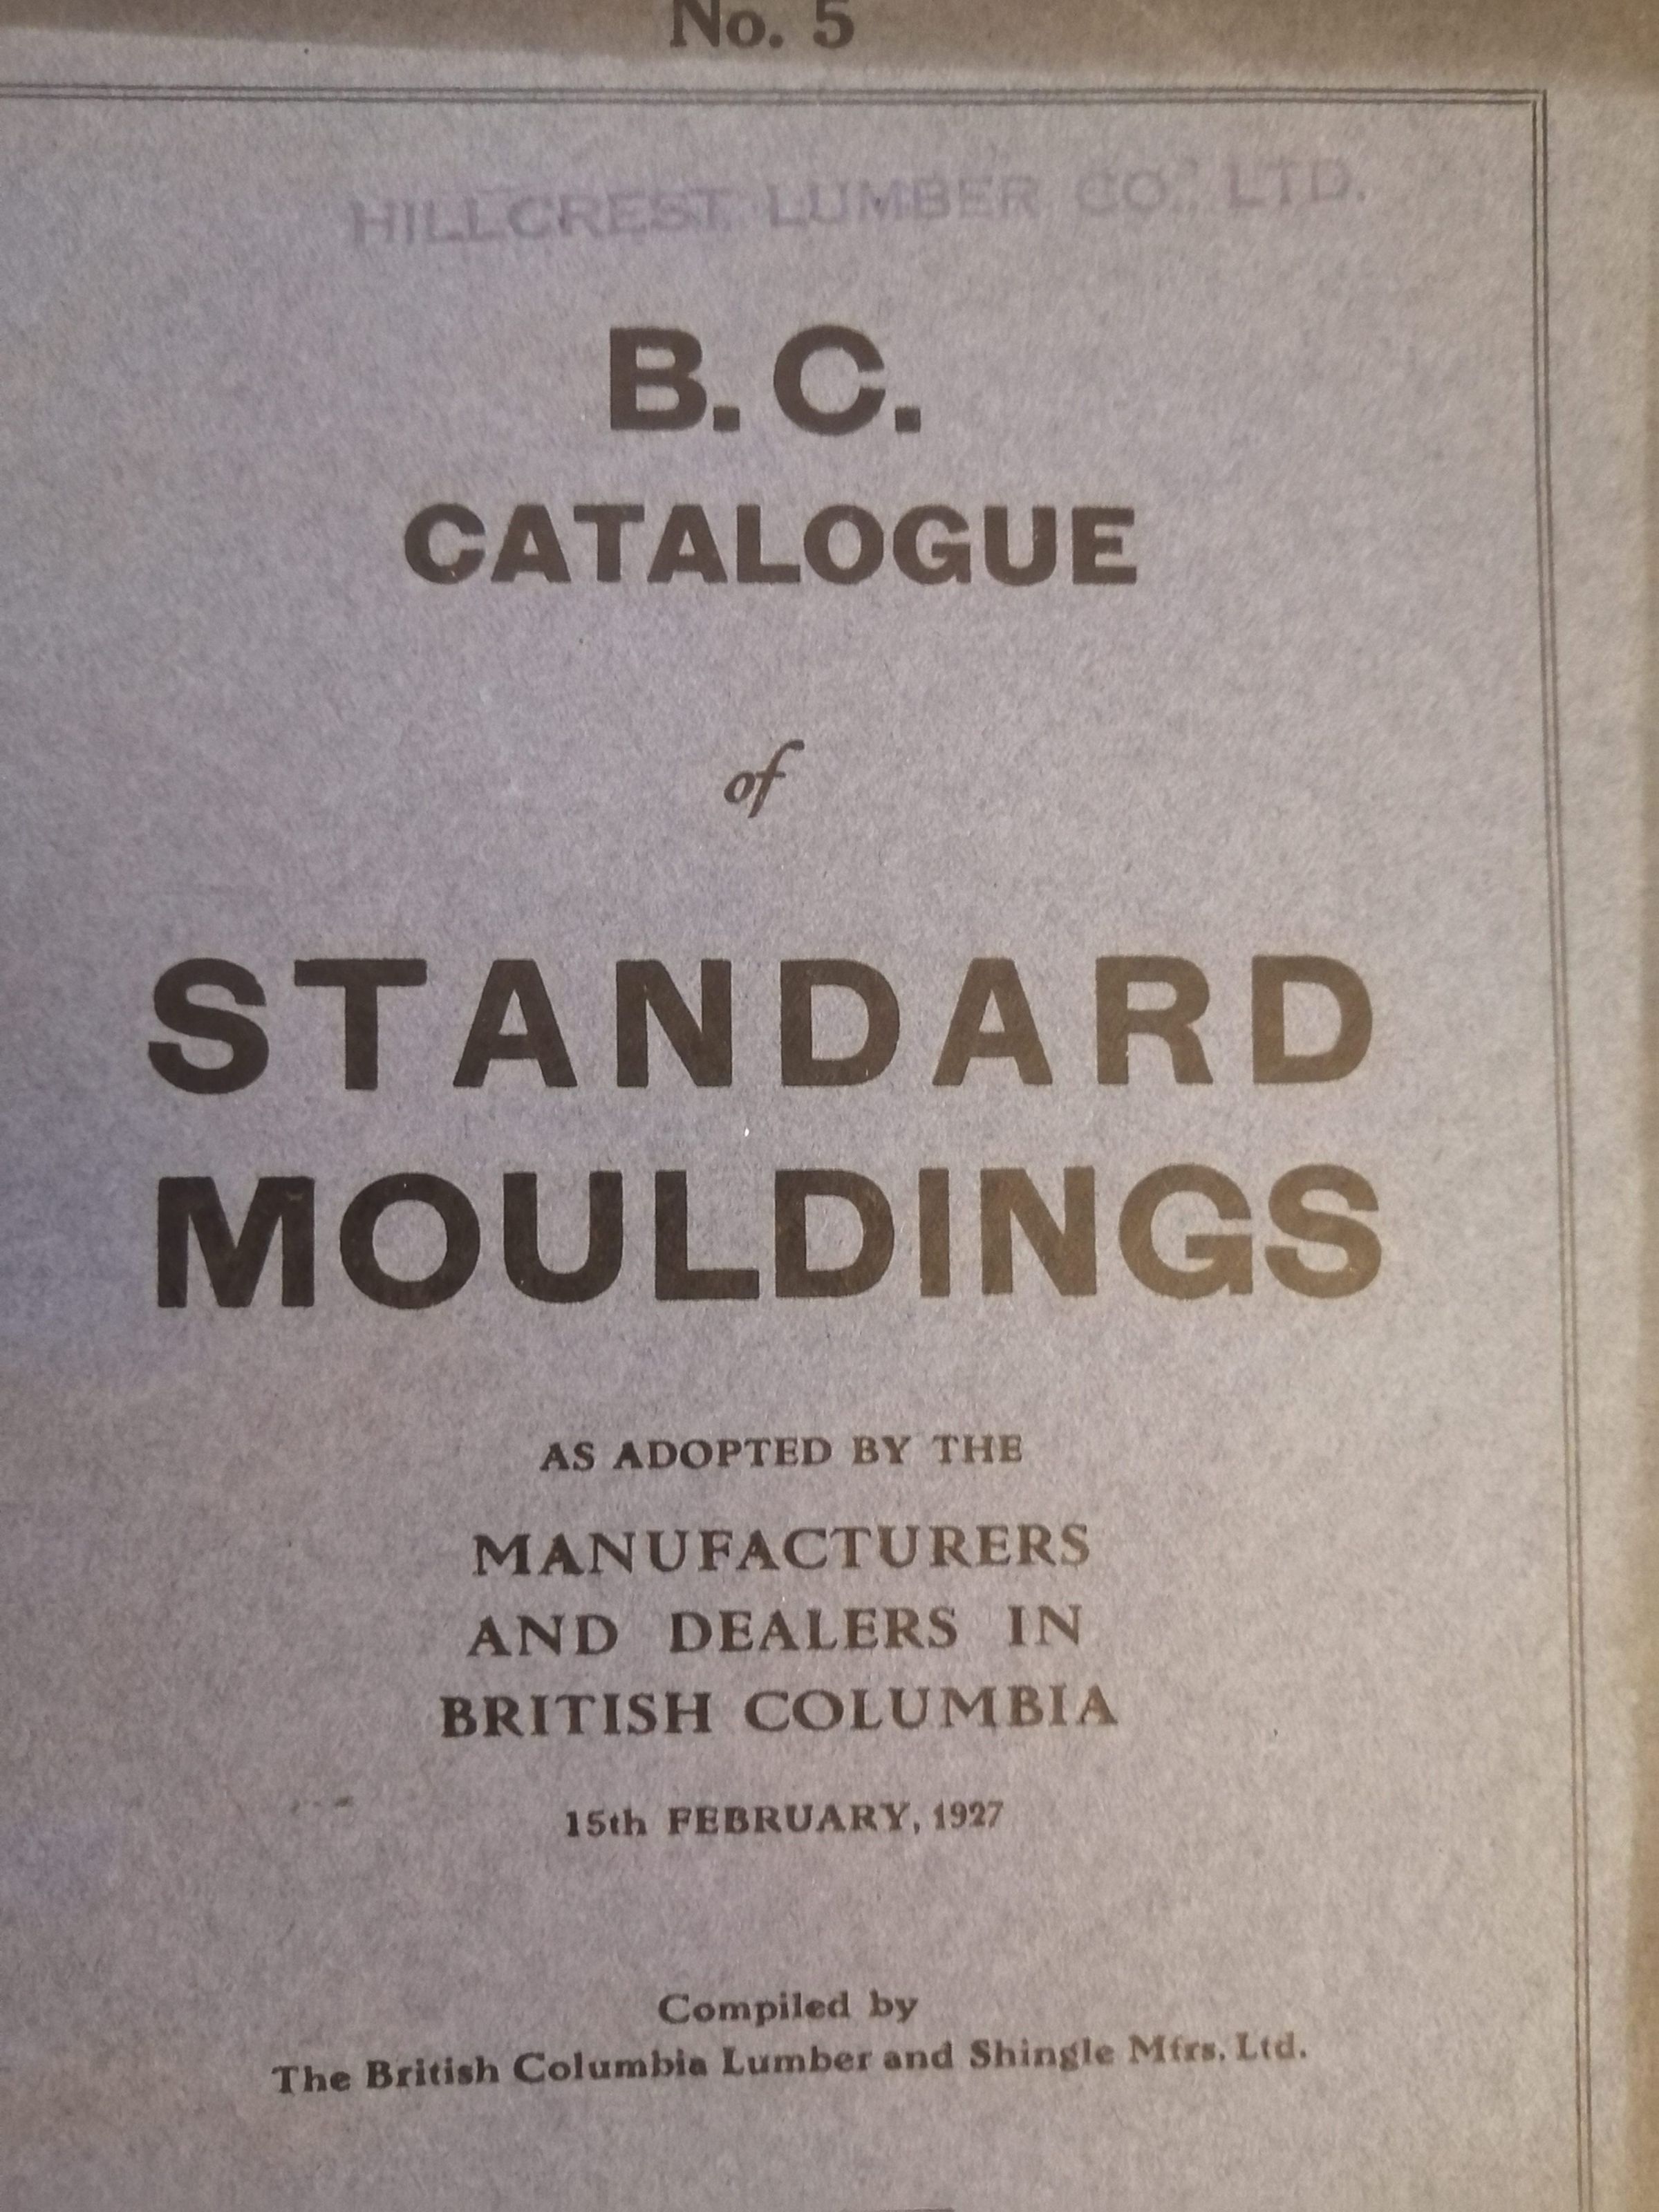 No. 5
HILLCREST LUMBER CO., LTD.
B. C.
CATALOGUE
of
STANDARD
MOULDINGS
AS ADOPTED BY THE
MANUFACTURERS
AND DEALERS IN
BRITISH COLUMBIA
15th FEBRUARY, 1927
Compiled by
The British Columbia Lumber and Shingle Mfrs. Ltd.